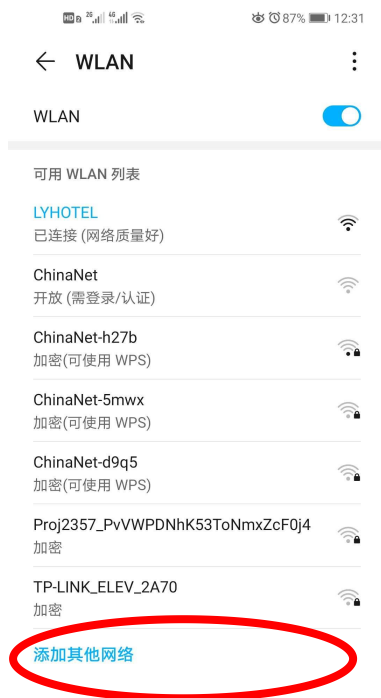 HD B 2G 4G 87% 12:31
WLAN
WLAN
可用 WLAN 列表
LYHOTEL
已连接 (网络质量好)
ChinaNet
开放 (需登录/认证)
ChinaNet-h27b
加密(可使用 WPS)
ChinaNet-5mwx
加密(可使用 WPS)
ChinaNet-d9q5
加密(可使用 WPS)
Proj2357_PvVWPDNhK53ToNmxZcF0j4
加密
TP-LINK_ELEV_2A70
加密
添加其他网络